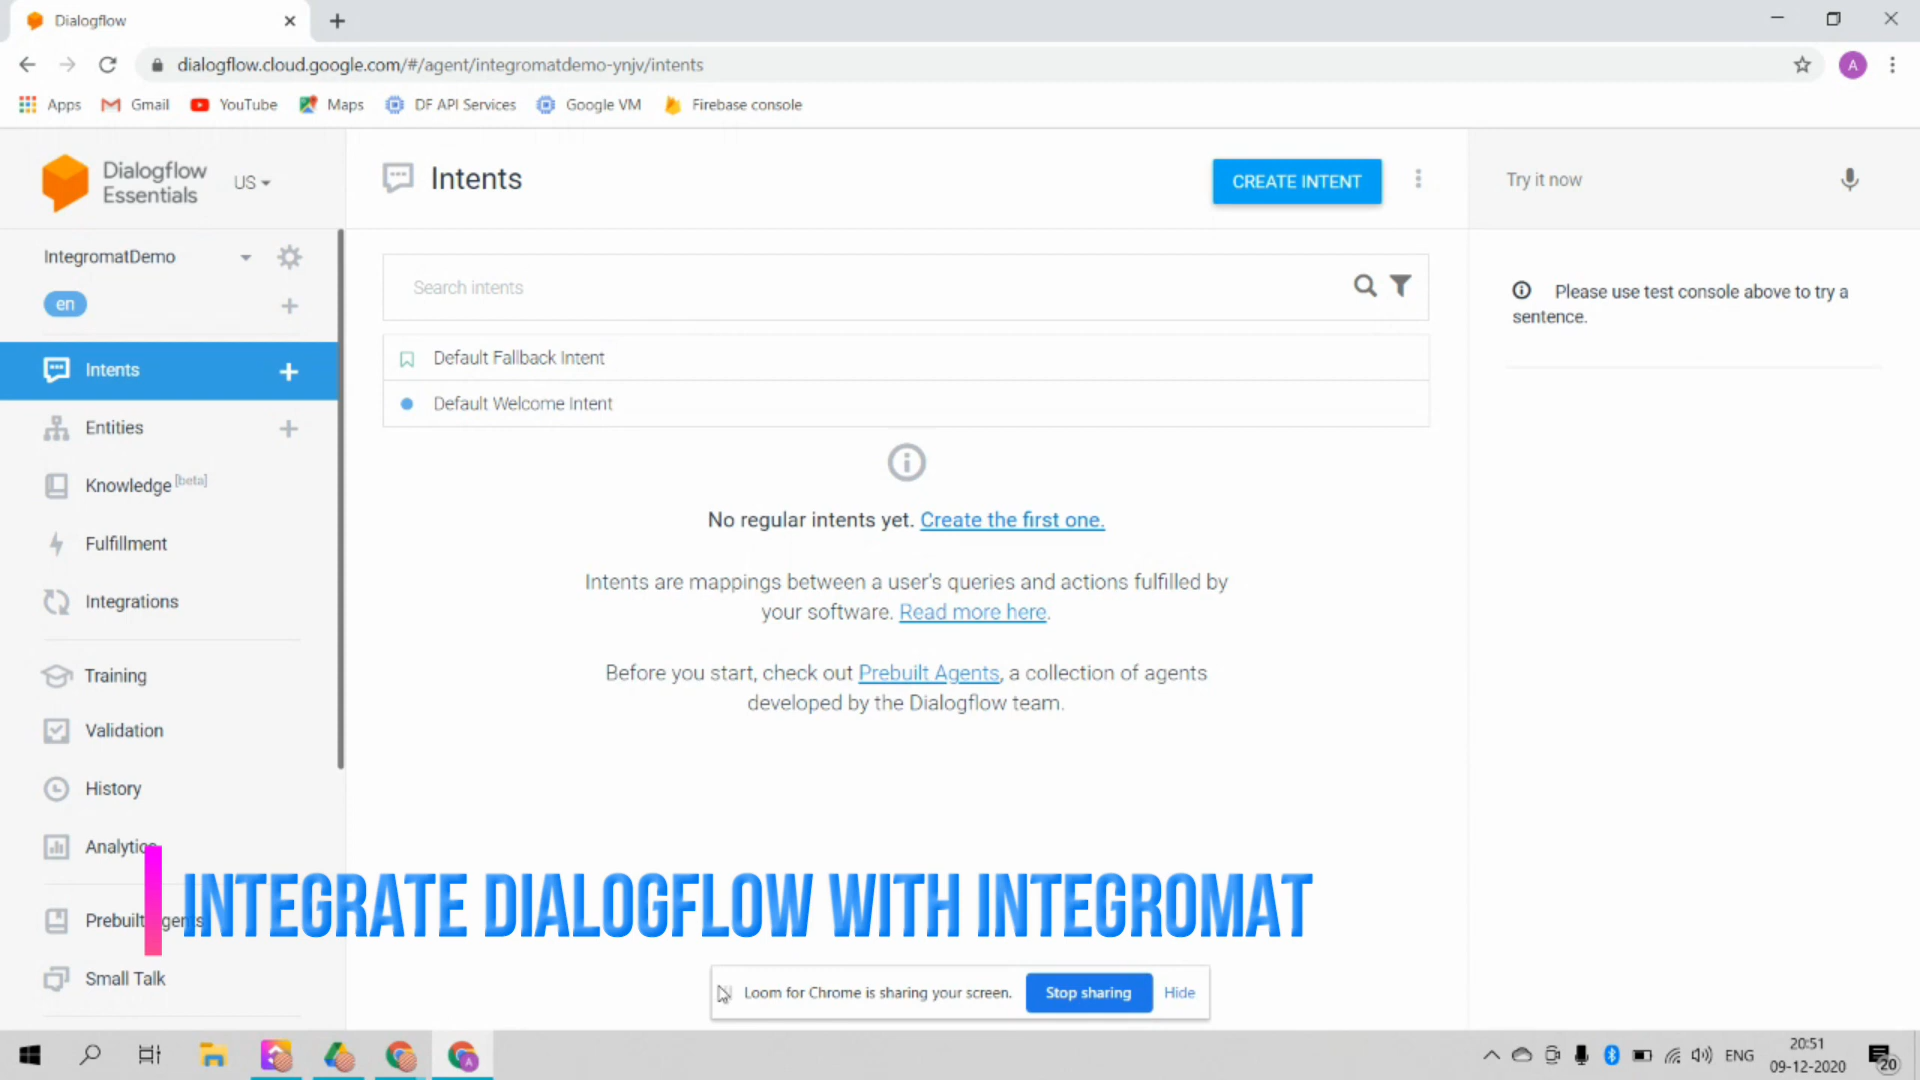 Dialogflow
dialogflow.cloud.google.com/#/agent/integromatdemo-ynjv/intents
A
Apps
Gmail
YouTube
Maps
DF API Services
Google VM
Firebase console
Dialogflow
Essentials
US
Intents
CREATE INTENT
Try it now
IntegromatDemo
en
Search intents
Please use test console above to try a
sentence.
Intents
Default Fallback Intent
Default Welcome Intent
Entities
Knowledge [beta]
Fulfillment
Integrations
No regular intents yet. Create the first one.
Intents are mappings between a user's queries and actions fulfilled by
your software. Read more here.
Before you start, check out Prebuilt Agents, a collection of agents
developed by the Dialogflow team.
Training
Validation
History
Analytics
Prebuilt Agents
INTEGRATE DIALOGFLOW WITH INTEGROMAT
Small Talk
Loom for Chrome is sharing your screen.
Stop sharing
Hide
A
ENG
20:51
09-12-2020
20